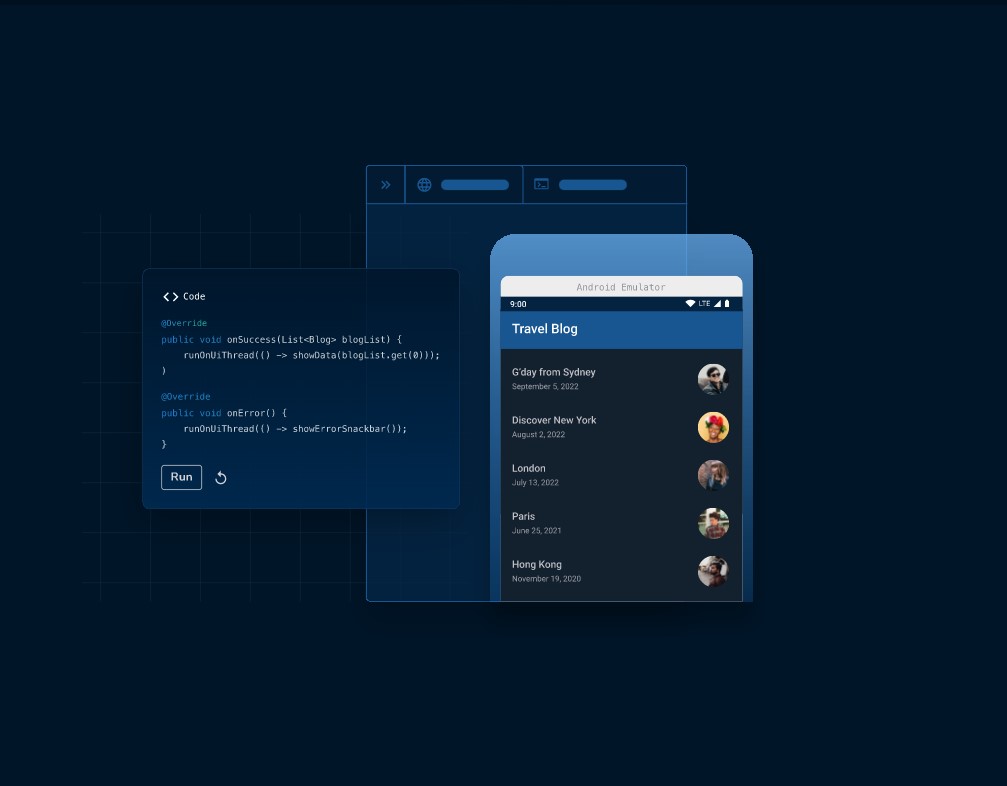 Code
@Override
public void onSuccess(List<Blog> blogList) {
    runOnUiThread(() -> showData(blogList.get(0)));
)
@Override
public void onError() {
    runOnUiThread(() -> showErrorSnackbar());
}
Run
Android Emulator
9:00 LTE
Travel Blog
G'day from Sydney
September 5, 2022
Discover New York
August 2, 2022
London
July 13, 2022
Paris
June 25, 2021
Hong Kong
November 19, 2020